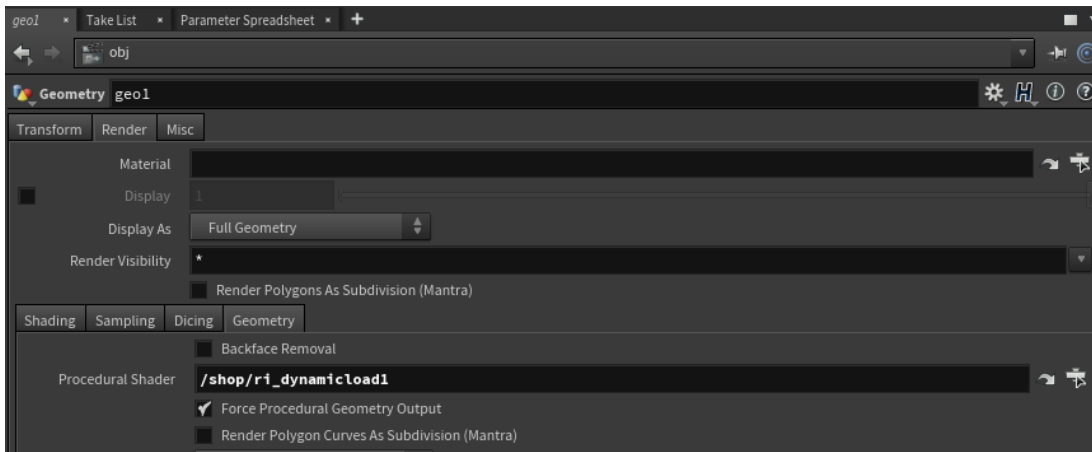 geo1 × Take List × Parameter Spreadsheet × +
obj
Geometry geo1
Transform Render Misc
Material
Display 1
Display As Full Geometry
Render Visibility *
Render Polygons As Subdivision (Mantra)
Shading Sampling Dicing Geometry
Backface Removal
Procedural Shader /shop/ri_dynamicload1
Force Procedural Geometry Output
Render Polygon Curves As Subdivision (Mantra)